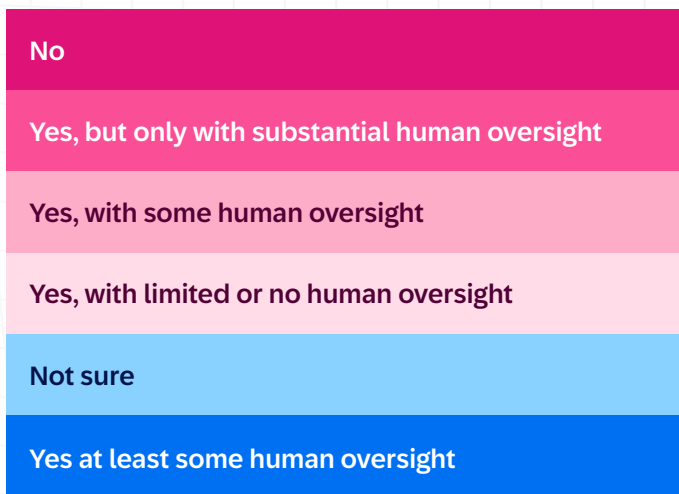 No
Yes, but only with substantial human oversight
Yes, with some human oversight
Yes, with limited or no human oversight
Not sure
Yes at least some human oversight